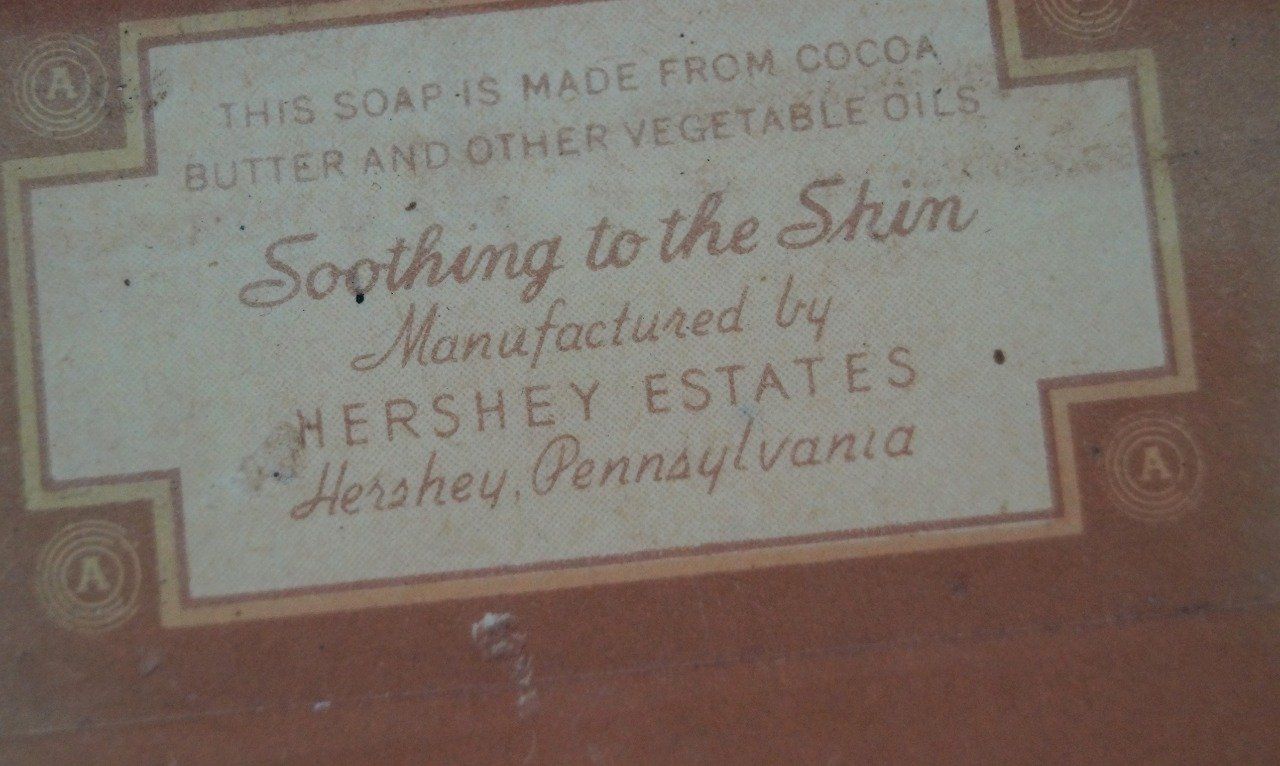 A
THIS SOAP IS MADE FROM COCOA
BUTTER AND OTHER VEGETABLE OILS
Soothing to the Skin
Manufactured by
HERSHEY ESTATES
Hershey, Pennsylvania
A
A